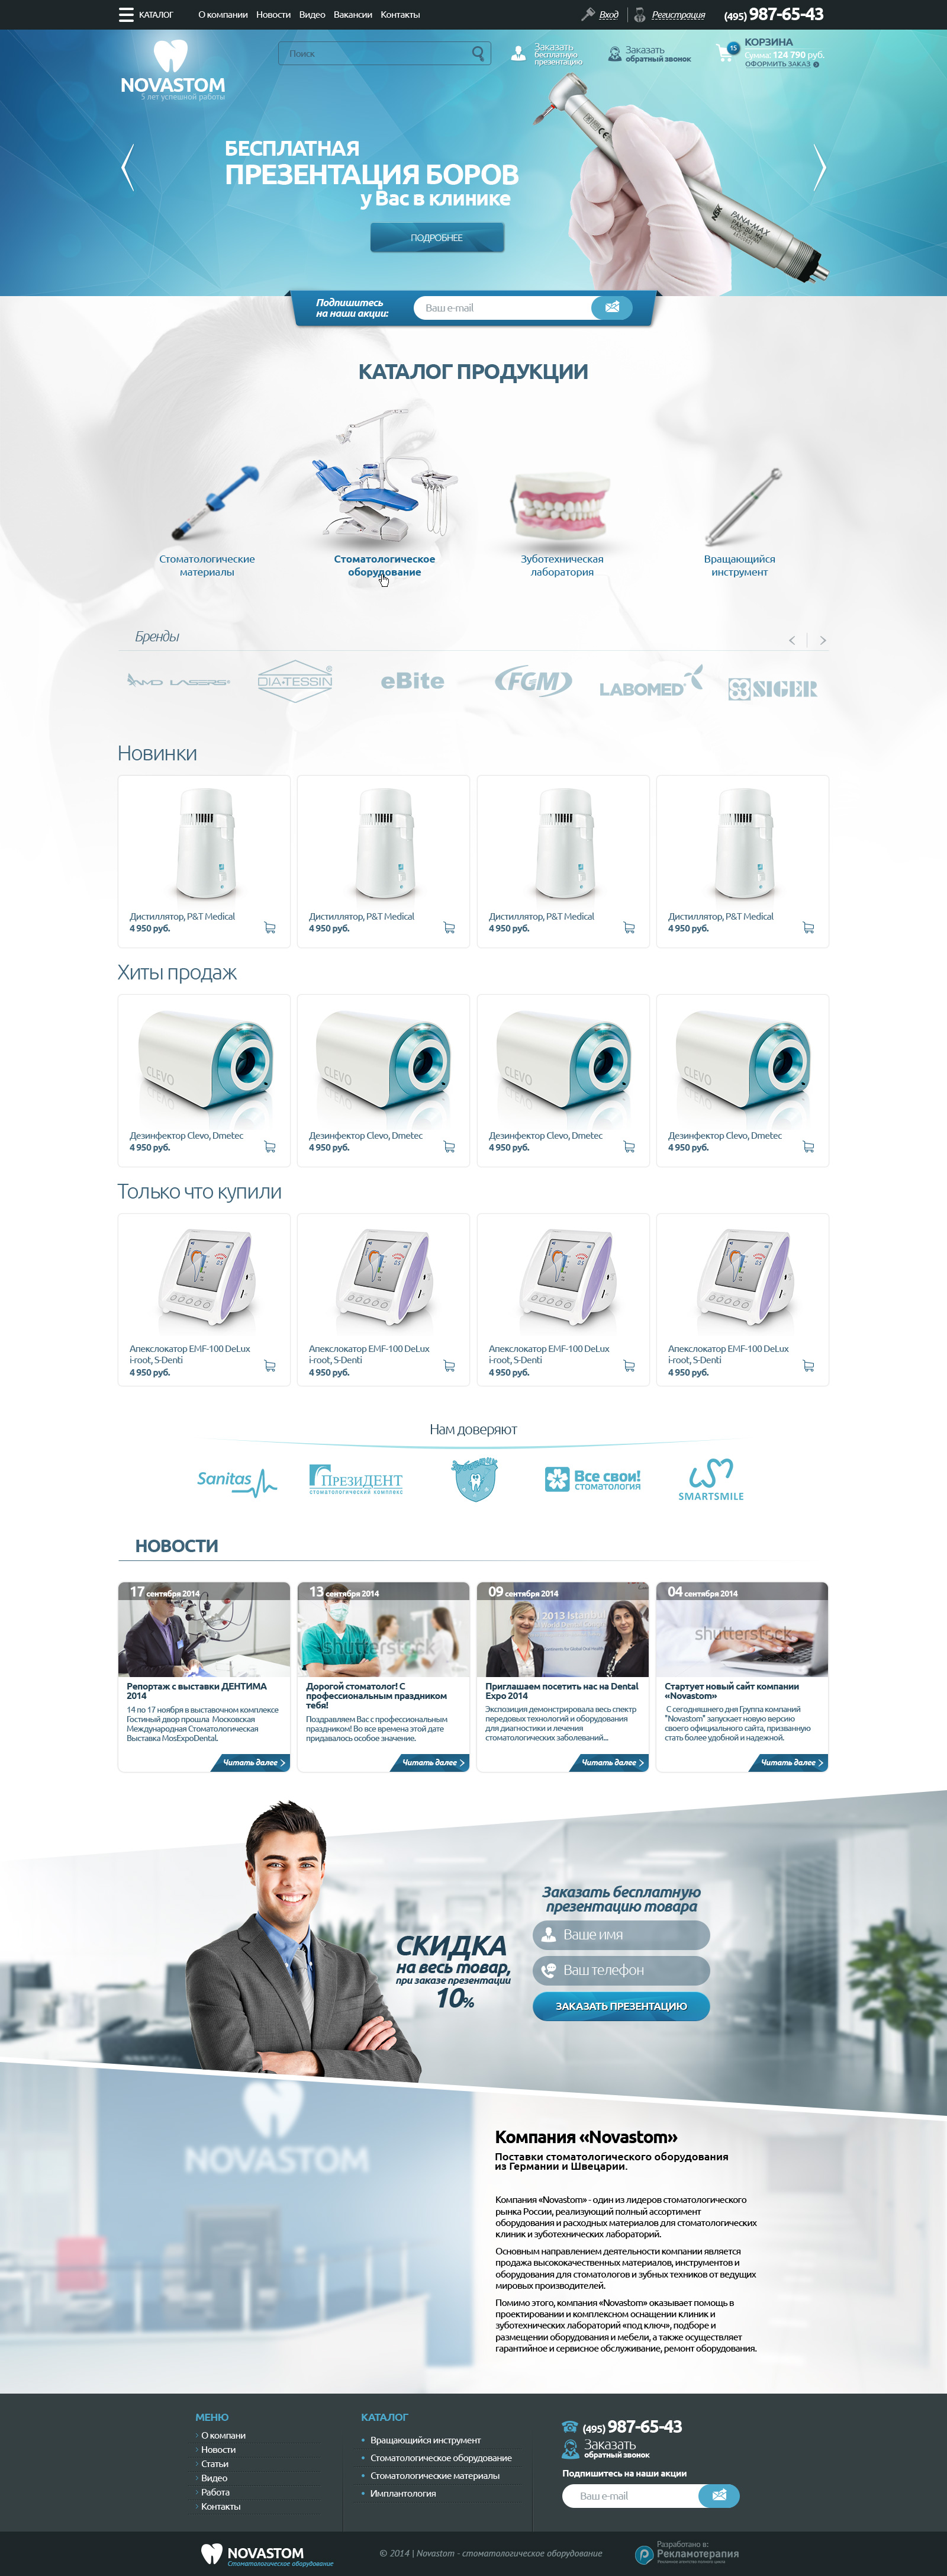 КАТАЛОГ О компании Новости Видео Вакансии Контакты Вход Регистрация (495) 987-65-43
NOVASTOM
5 лет успешной работы
Поиск
Заказать
бесплатную
презентацию
Заказать
обратный звонок
15
КОРЗИНА
Сумма: 124 790 руб.
ОФОРМИТЬ ЗАКАЗ
БЕСПЛАТНАЯ
ПРЕЗЕНТАЦИЯ БОРОВ
у Вас в клинике
ПОДРОБНЕЕ
NSK PANA-MAX
Подпишитесь
на наши акции:
Ваш e-mail
КАТАЛОГ ПРОДУКЦИИ
Стоматологические
материалы
Стоматологическое
оборудование
Зуботехническая
лаборатория
Вращающийся
инструмент
Бренды
AMD LASERS
DIA-TESSIN
eBite
FGM
LABOMED
SIGER
Новинки
Дистиллятор, P&T Medical
4 950 руб.
Дистиллятор, P&T Medical
4 950 руб.
Дистиллятор, P&T Medical
4 950 руб.
Дистиллятор, P&T Medical
4 950 руб.
Хиты продаж
CLEVO
CLEVO
CLEVO
CLEVO
Дезинфектор Clevo, Dmetec
4 950 руб.
Дезинфектор Clevo, Dmetec
4 950 руб.
Дезинфектор Clevo, Dmetec
4 950 руб.
Дезинфектор Clevo, Dmetec
4 950 руб.
Только что купили
Апекслокатор EMF-100 DeLux
i-root, S-Denti
4 950 руб.
Апекслокатор EMF-100 DeLux
i-root, S-Denti
4 950 руб.
Апекслокатор EMF-100 DeLux
i-root, S-Denti
4 950 руб.
Апекслокатор EMF-100 DeLux
i-root, S-Denti
4 950 руб.
Нам доверяют
Sanitas
ПРЕЗИДЕНТ
СТОМАТОЛОГИЧЕСКИЙ КОМПЛЕКС
Все свои!
СТОМАТОЛОГИЯ
SMARTSMILE
НОВОСТИ
17 сентября 2014
Репортаж с выставки ДЕНТИМА
2014
14 по 17 ноября в выставочном комплексе
Гостиный двор прошла Московская
Международная Стоматологическая
Выставка MosExpoDental.
Читать далее
13 сентября 2014
shutterstock
Дорогой стоматолог! С
профессиональным праздником
тебя!
Поздравляем Вас с профессиональным
праздником! Во все времена этой дате
придавалось особое значение.
Читать далее
09 сентября 2014
2013 Istanbul
Приглашаем посетить нас на Dental
Expo 2014
Экспозиция демонстрировала весь спектр
передовых технологий и оборудования
для диагностики и лечения
стоматологических заболеваний...
Читать далее
04 сентября 2014
shutterstock
Стартует новый сайт компании
«Novastom»
С сегодняшнего дня Группа компаний
"Novastom" запускает новую версию
своего официального сайта, призванную
стать более удобной и надежной.
Читать далее
СКИДКА
на весь товар,
при заказе презентации
10%
Заказать бесплатную
презентацию товара
Ваше имя
Ваш телефон
ЗАКАЗАТЬ ПРЕЗЕНТАЦИЮ
NOVASTOM
Компания «Novastom»
Поставки стоматологического оборудования
из Германии и Швецарии.
Компания «Novastom» - один из лидеров стоматологического
рынка России, реализующий полный ассортимент
оборудования и расходных материалов для стоматологических
клиник и зуботехнических лабораторий.
Основным направлением деятельности компании является
продажа высококачественных материалов, инструментов и
оборудования для стоматологов и зубных техников от ведущих
мировых производителей.
Помимо этого, компания «Novastom» оказывает помощь в
проектировании и комплексном оснащении клиник и
зуботехнических лабораторий «под ключ», подборе и
размещении оборудования и мебели, а также осуществляет
гарантийное и сервисное обслуживание, ремонт оборудования.
МЕНЮ
О компани
Новости
Статьи
Видео
Работа
Контакты
КАТАЛОГ
Вращающийся инструмент
Стоматологическое оборудование
Стоматологические материалы
Имплантология
(495) 987-65-43
Заказать
обратный звонок
Подпишитесь на наши акции
Ваш e-mail
NOVASTOM
Стоматологическое оборудование
© 2014 | Novastom - стоматологическое оборудование
Разработано в:
Рекламотерапия